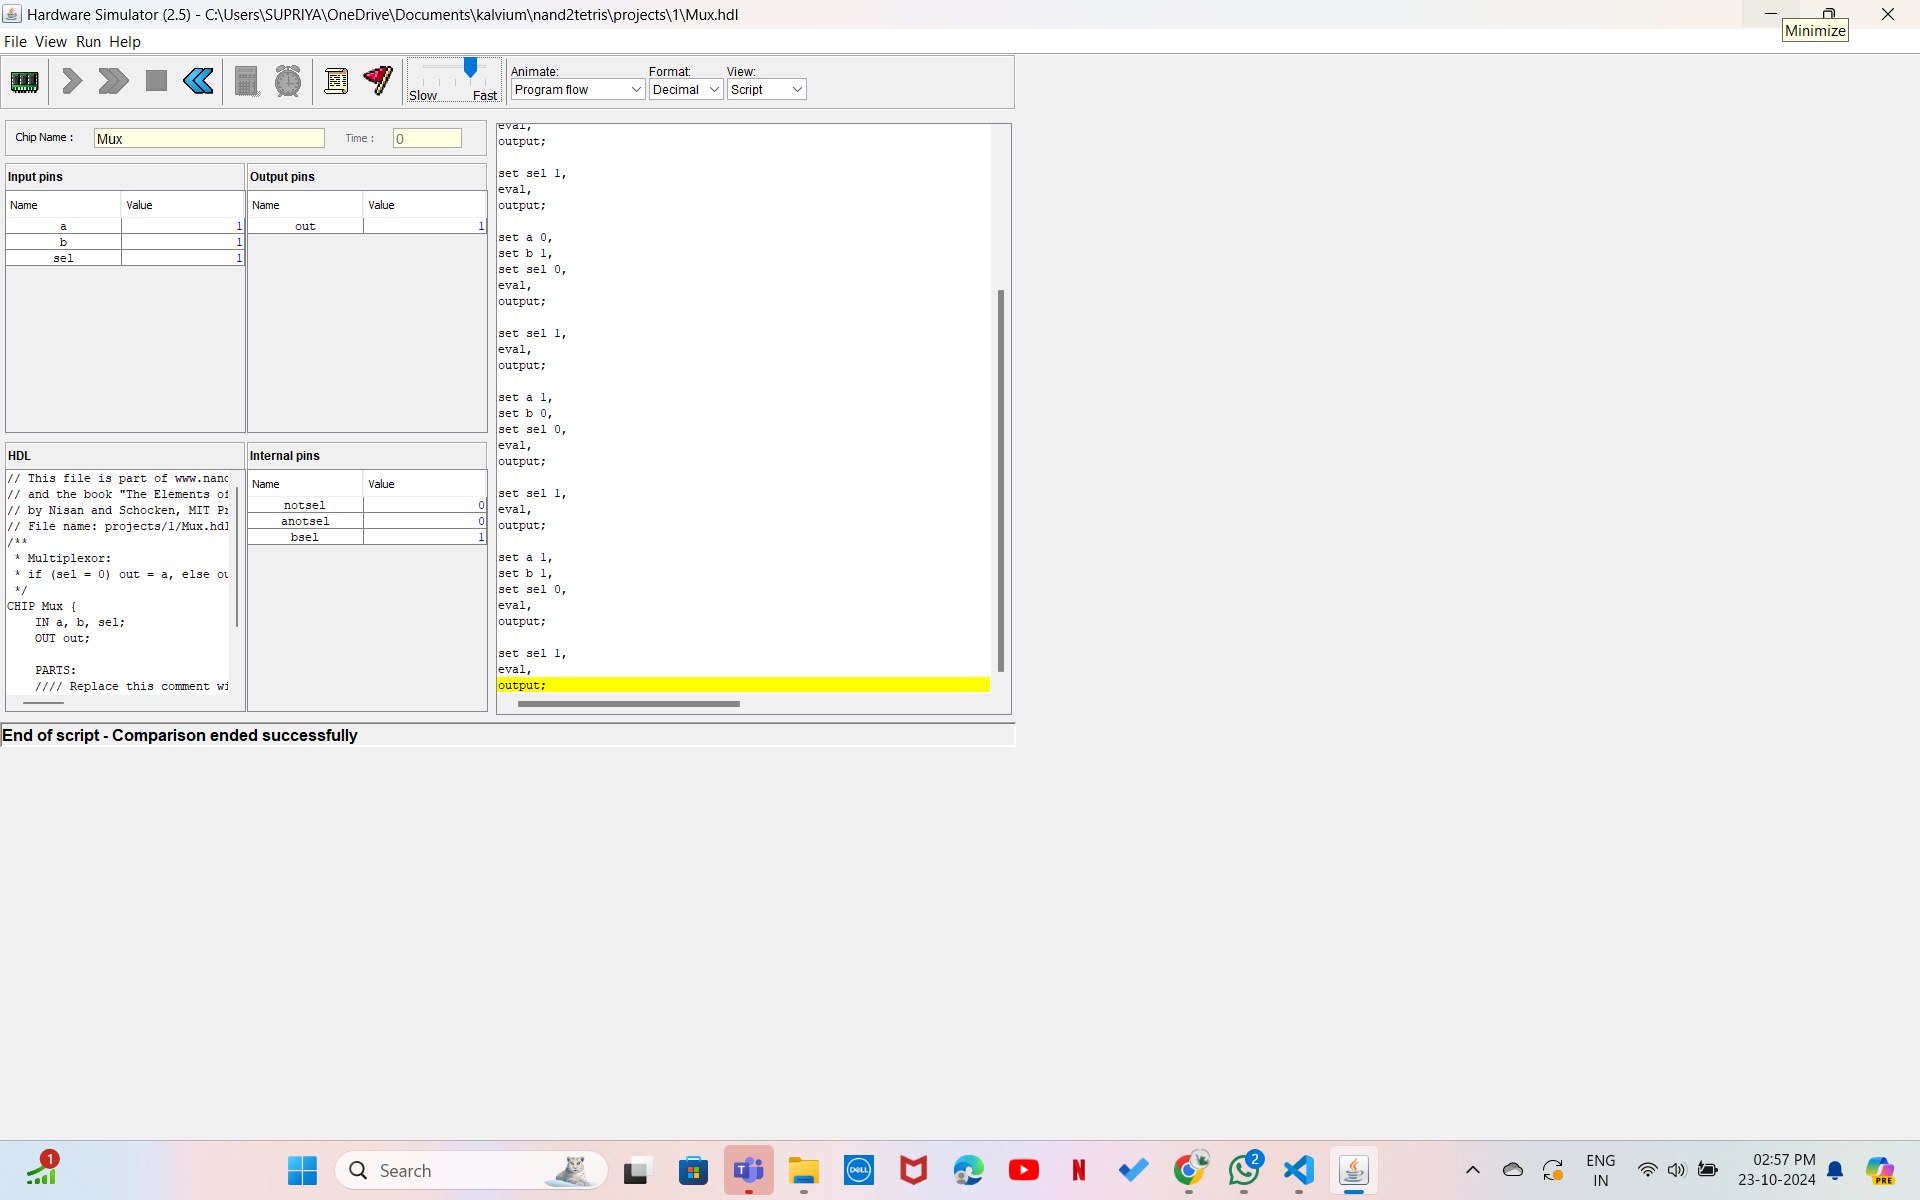 Hardware Simulator (2.5) - C:\Users\SUPRIYA\OneDrive\Documents\kalvium\nand2tetris\projects\1\Mux.hdl
Minimize
File View Run Help
Slow Fast
Animate:
Program flow
Format:
Decimal
View:
Script
Chip Name :
Mux
Time :
0
Input pins
Name Value
a 1
b 1
sel 1
Output pins
Name Value
out 1
HDL
// This file is part of www.nand
// and the book "The Elements of
// by Nisan and Schocken, MIT Pr
// File name: projects/1/Mux.hdl
/**
* Multiplexor:
* if (sel = 0) out = a, else ou
*/
CHIP Mux {
IN a, b, sel;
OUT out;
PARTS:
//// Replace this comment wi
Internal pins
Name Value
notsel 0
anotsel 0
bsel 1
eval,
output;
set sel 1,
eval,
output;
set a 0,
set b 1,
set sel 0,
eval,
output;
set sel 1,
eval,
output;
set a 1,
set b 0,
set sel 0,
eval,
output;
set sel 1,
eval,
output;
set a 1,
set b 1,
set sel 0,
eval,
output;
set sel 1,
eval,
output;
End of script - Comparison ended successfully
1
Search
DELL
N
2
ENG
IN
02:57 PM
23-10-2024
PRE